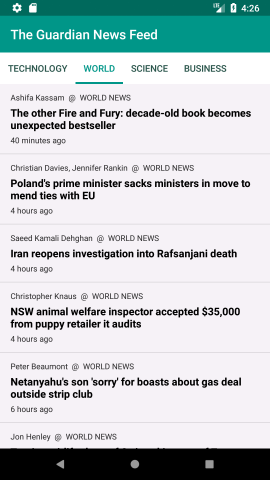 4:26
The Guardian News Feed
TECHNOLOGY WORLD SCIENCE BUSINESS
Ashifa Kassam @ WORLD NEWS
The other Fire and Fury: decade-old book becomes
unexpected bestseller
40 minutes ago
Christian Davies, Jennifer Rankin @ WORLD NEWS
Poland's prime minister sacks ministers in move to
mend ties with EU
4 hours ago
Saeed Kamali Dehghan @ WORLD NEWS
Iran reopens investigation into Rafsanjani death
4 hours ago
Christopher Knaus @ WORLD NEWS
NSW animal welfare inspector accepted $35,000
from puppy retailer it audits
4 hours ago
Peter Beaumont @ WORLD NEWS
Netanyahu's son 'sorry' for boasts about gas deal
outside strip club
6 hours ago
Jon Henley @ WORLD NEWS